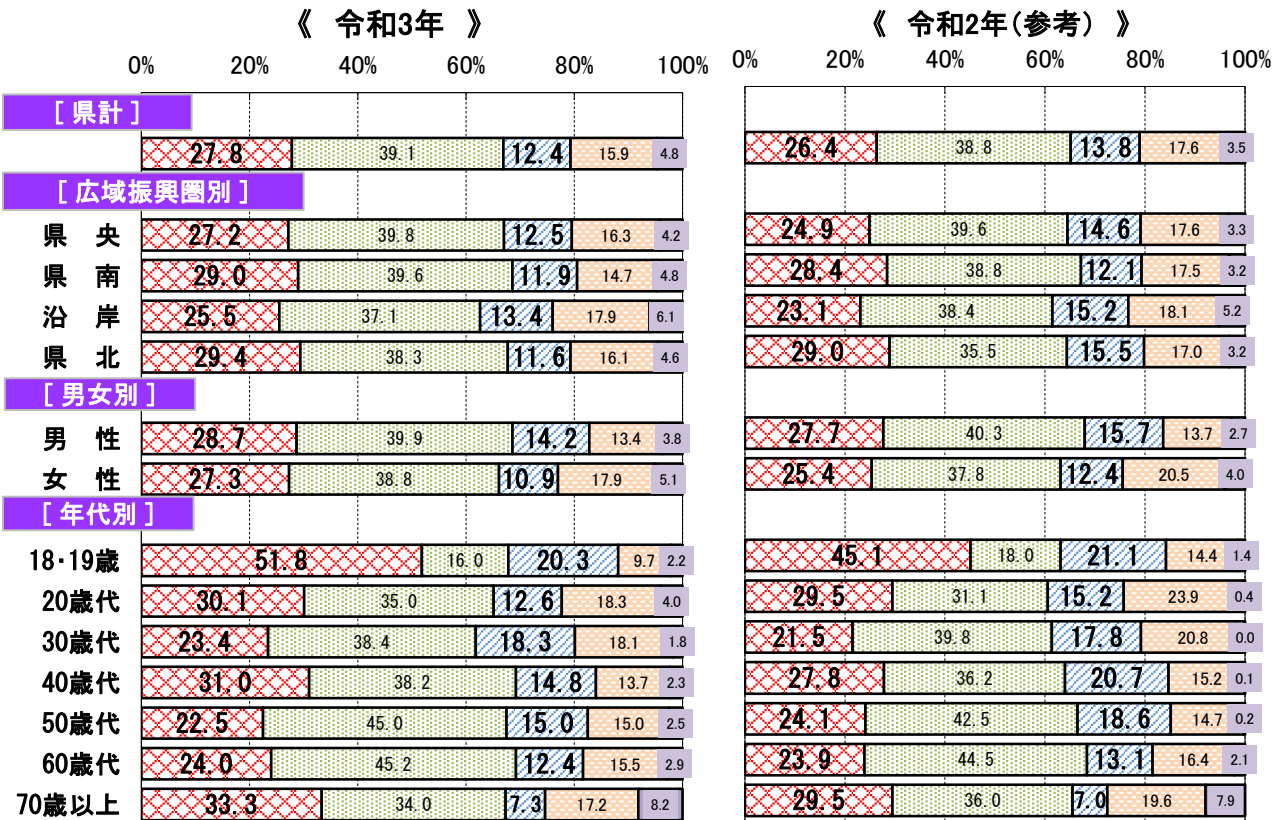 《 令和3年 》 《 令和2年(参考) 》
0% 20% 40% 60% 80% 100% 0% 20% 40% 60% 80% 100%
[ 県計 ]
27.8 39.1 12.4 15.9 4.8 26.4 38.8 13.8 17.6 3.5
[ 広域振興圏別 ]
県 央 27.2 39.8 12.5 16.3 4.2 24.9 39.6 14.6 17.6 3.3
県 南 29.0 39.6 11.9 14.7 4.8 28.4 38.8 12.1 17.5 3.2
沿 岸 25.5 37.1 13.4 17.9 6.1 23.1 38.4 15.2 18.1 5.2
県 北 29.4 38.3 11.6 16.1 4.6 29.0 35.5 15.5 17.0 3.2
[ 男女別 ]
男 性 28.7 39.9 14.2 13.4 3.8 27.7 40.3 15.7 13.7 2.7
女 性 27.3 38.8 10.9 17.9 5.1 25.4 37.8 12.4 20.5 4.0
[ 年代別 ]
18・19歳 51.8 16.0 20.3 9.7 2.2 45.1 18.0 21.1 14.4 1.4
20歳代 30.1 35.0 12.6 18.3 4.0 29.5 31.1 15.2 23.9 0.4
30歳代 23.4 38.4 18.3 18.1 1.8 21.5 39.8 17.8 20.8 0.0
40歳代 31.0 38.2 14.8 13.7 2.3 27.8 36.2 20.7 15.2 0.1
50歳代 22.5 45.0 15.0 15.0 2.5 24.1 42.5 18.6 14.7 0.2
60歳代 24.0 45.2 12.4 15.5 2.9 23.9 44.5 13.1 16.4 2.1
70歳以上 33.3 34.0 7.3 17.2 8.2 29.5 36.0 7.0 19.6 7.9